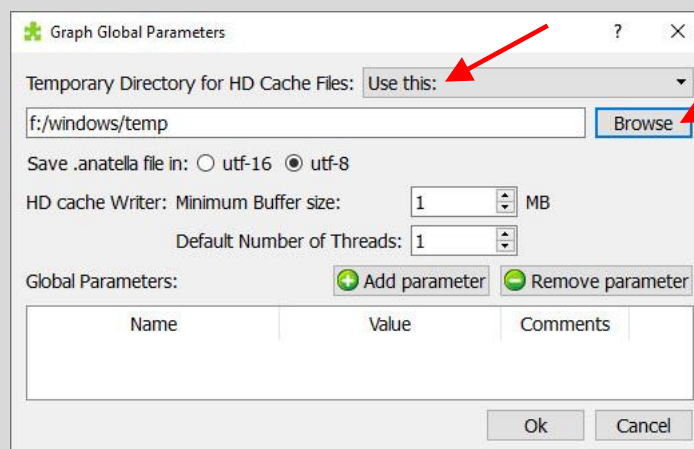 Graph Global Parameters ?
Temporary Directory for HD Cache Files: Use this:
f:/windows/temp Browse
Save .anatella file in: utf-16 utf-8
HD cache Writer: Minimum Buffer size: 1 MB
Default Number of Threads: 1
Global Parameters: Add parameter Remove parameter
Name Value Comments
Ok Cancel